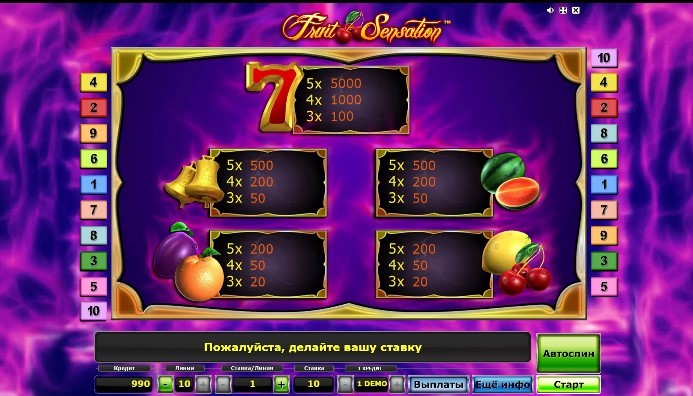 Fruit Sensation™
5x 5000
4x 1000
3x 100
5x 500
4x 200
3x 50
5x 500
4x 200
3x 50
5x 200
4x 50
3x 20
5x 200
4x 50
3x 20
4
2
9
6
1
7
8
3
5
10
10
4
2
8
6
1
7
9
3
5
Пожалуйста, делайте вашу ставку
Автоспин
Кредит Линии Ставка/Линия Ставка 1 кредит
990 - 10 + - 1 + 10 - 1 DEMO + Выплаты Ещё инфо Старт